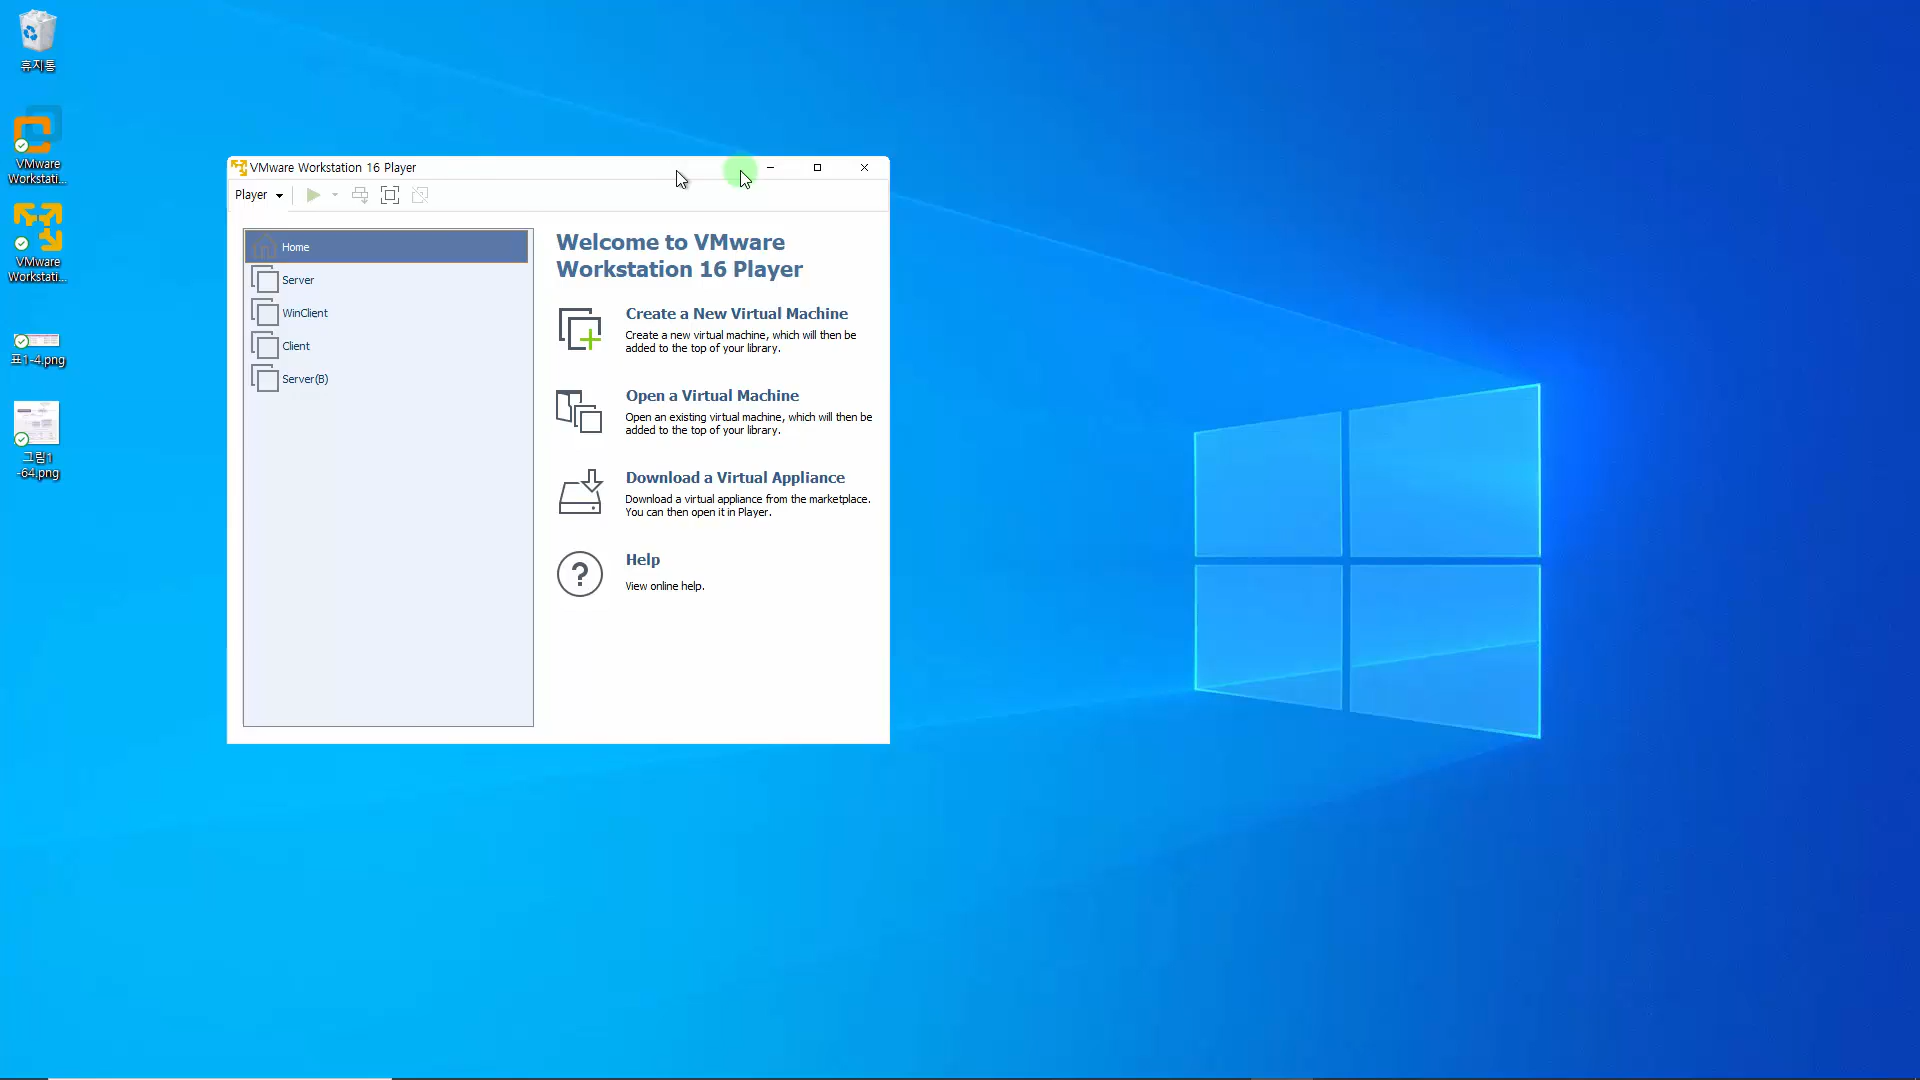 휴지통
VMware
Workstati...
VMware
Workstati...
표1-4.png
그림1
-64.png
VMware Workstation 16 Player
Player
Home
Server
WinClient
Client
Server(B)
Welcome to VMware
Workstation 16 Player
Create a New Virtual Machine
Create a new virtual machine, which will then be
added to the top of your library.
Open a Virtual Machine
Open an existing virtual machine, which will then be
added to the top of your library.
Download a Virtual Appliance
Download a virtual appliance from the marketplace.
You can then open it in Player.
Help
View online help.